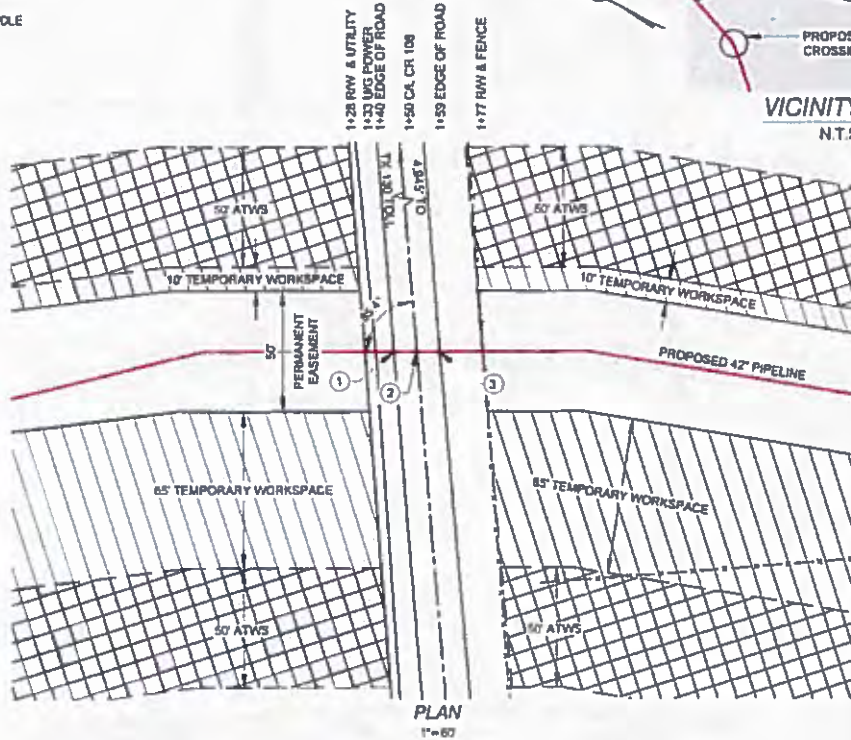 1+28 R/W & UTILITY
1+33 U/G POWER
1+40 EDGE OF ROAD
1+50 C/L CR 108
1+59 EDGE OF ROAD
1+77 R/W & FENCE
PROPOS
CROSSI
VICINITY
N.T.S
50' ATWS
50' ATWS
10' TEMPORARY WORKSPACE
10' TEMPORARY WORKSPACE
50'
PERMANENT
EASEMENT
PROPOSED 42" PIPELINE
1
2
3
65' TEMPORARY WORKSPACE
65' TEMPORARY WORKSPACE
50' ATWS
50' ATWS
PLAN
1"=60'